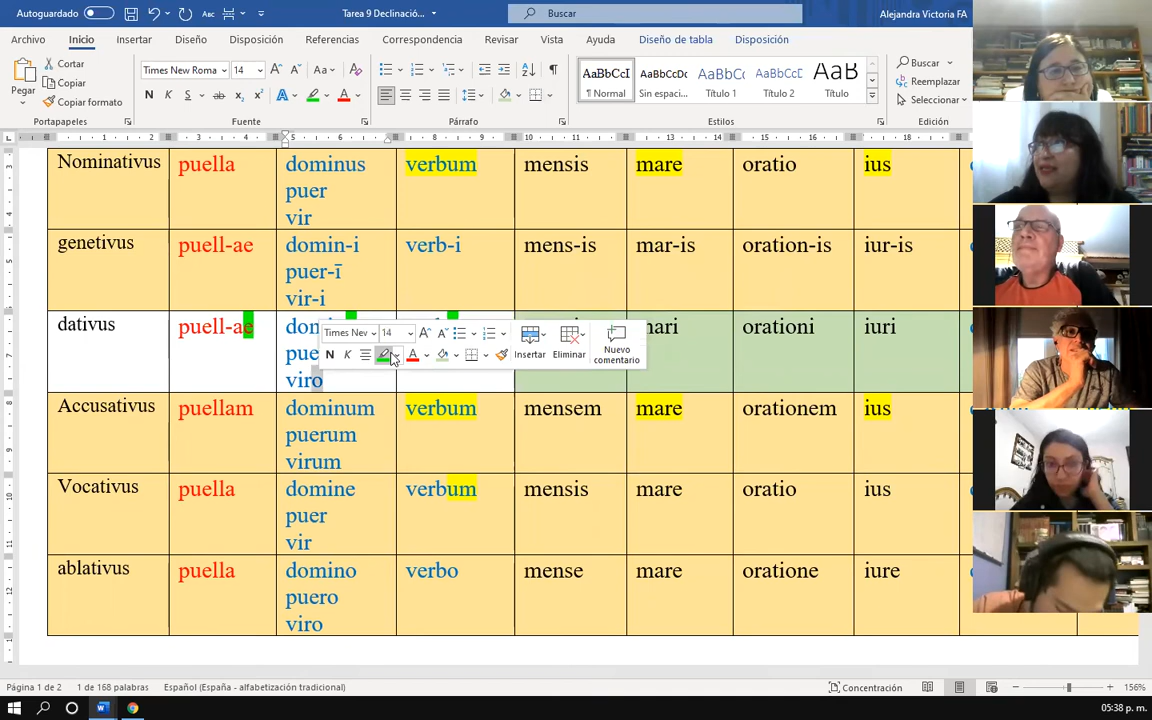 Autoguardado
Tarea 9 Declinació...
Buscar
Alejandra Victoria FA
Archivo Inicio Insertar Diseño Disposición Referencias Correspondencia Revisar Vista Ayuda Diseño de tabla Disposición
Pegar
Cortar
Copiar
Copiar formato
Portapapeles
Times New Roma 14
Fuente
Párrafo
AaBbCcI AaBbCcDc AaBbC AaBbCcI AaBbC
¶ Normal Sin espaci... Título 1 Título 2 Título
Estilos
Buscar
Reemplazar
Seleccionar
Edición
Nominativus puella dominus verbum mensis mare oratio ius
puer
vir
genetivus puell-ae domin-i verb-i mens-is mar-is oration-is iur-is
puer-ī
vir-i
dativus puell-ae mari orationi iuri
viro
Times Nev 14
N K
Insertar Eliminar Nuevo comentario
Accusativus puellam dominum verbum mensem mare orationem ius
puerum
virum
Vocativus puella domine verbum mensis mare oratio ius
puer
vir
ablativus puella domino verbo mense mare oratione iure
puero
viro
Página 1 de 2 1 de 168 palabras Español (España - alfabetización tradicional) Concentración 156%
05:38 p. m.